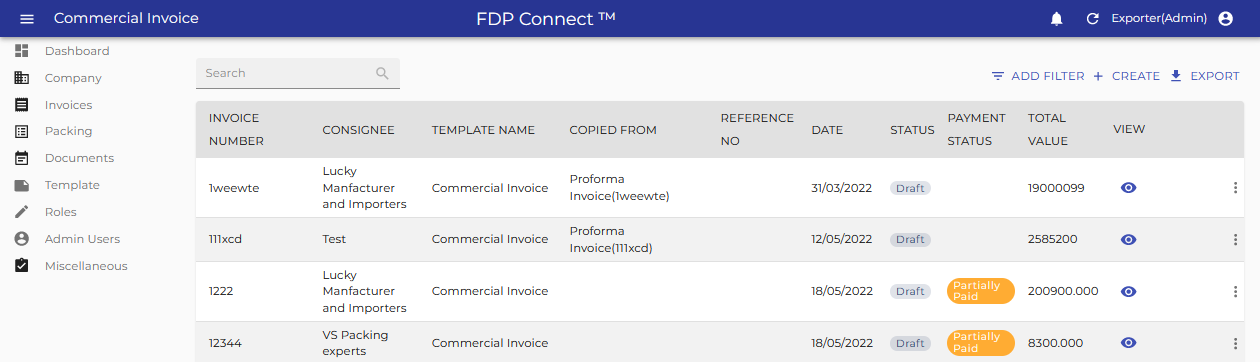 Commercial Invoice FDP Connect ™ Exporter(Admin)
Dashboard
Company
Invoices
Packing
Documents
Template
Roles
Admin Users
Miscellaneous
Search
ADD FILTER CREATE EXPORT
INVOICE NUMBER CONSIGNEE TEMPLATE NAME COPIED FROM REFERENCE NO DATE STATUS PAYMENT STATUS TOTAL VALUE VIEW
1weewte Lucky Manfacturer and Importers Commercial Invoice Proforma Invoice(1weewte) 31/03/2022 Draft 19000099
111xcd Test Commercial Invoice Proforma Invoice(111xcd) 12/05/2022 Draft 2585200
1222 Lucky Manfacturer and Importers Commercial Invoice 18/05/2022 Draft Partially Paid 200900.000
12344 VS Packing experts Commercial Invoice 18/05/2022 Draft Partially Paid 8300.000